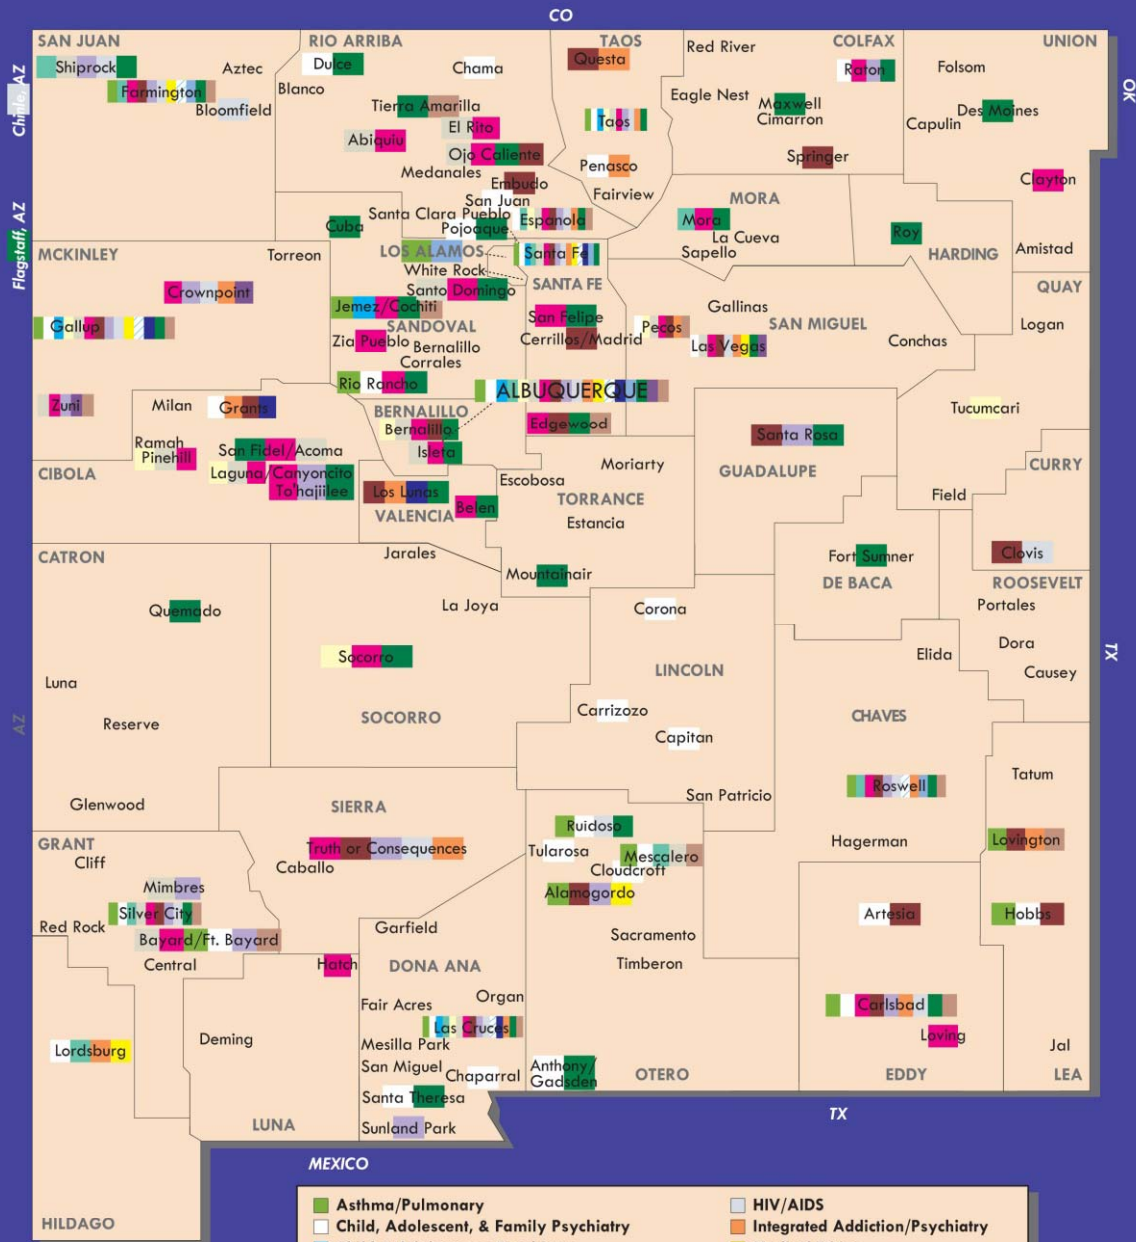 CO
SAN JUAN
RIO ARRIBA
TAOS
COLFAX
UNION
Shiprock
Aztec
Dulce
Chama
Questa
Red River
Raton
Folsom
Chinle, AZ
OK
Farmington
Blanco
Bloomfield
Tierra Amarilla
Eagle Nest
Maxwell
Cimarron
Des Moines
Capulin
El Rito
Taos
Abiquiu
Ojo Caliente
Springer
Medanales
Penasco
Embudo
Fairview
Clayton
San Juan
MORA
Flagstaff, AZ
Santa Clara Pueblo
Espanola
Cuba
Pojoaque
Mora
La Cueva
Roy
MCKINLEY
Torreon
LOS ALAMOS
Santa Fe
Sapello
HARDING
Amistad
White Rock
SANTA FE
QUAY
Crownpoint
Santo Domingo
Jemez/Cochiti
Gallinas
Gallup
SANDOVAL
San Felipe
Pecos
SAN MIGUEL
Logan
Zia Pueblo
Bernalillo
Cerrillos/Madrid
Las Vegas
Conchas
Corrales
Rio Rancho
ALBUQUERQUE
Zuni
Milan
Grants
BERNALILLO
Tucumcari
Bernalillo
Edgewood
Santa Rosa
Ramah
Pinehill
San Fidel/Acoma
Isleta
CIBOLA
Laguna/Canyoncito
To'hajiilee
Moriarty
GUADALUPE
CURRY
Escobosa
Los Lunas
TORRANCE
Field
Belen
VALENCIA
Estancia
CATRON
Jarales
Fort Sumner
Clovis
Mountainair
DE BACA
ROOSEVELT
Quemado
La Joya
Corona
Portales
Dora
TX
Socorro
Elida
LINCOLN
Causey
Luna
AZ
Reserve
SOCORRO
Carrizozo
CHAVES
Capitan
Tatum
Glenwood
SIERRA
San Patricio
Roswell
GRANT
Ruidoso
Hagerman
Lovington
Cliff
Truth or Consequences
Tularosa
Mescalero
Caballo
Cloudcroft
Mimbres
Alamogordo
Silver City
Artesia
Hobbs
Red Rock
Garfield
Bayard/Ft. Bayard
Sacramento
Central
Hatch
DONA ANA
Timberon
Organ
Fair Acres
Carlsbad
Las Cruces
Deming
Mesilla Park
Loving
Lordsburg
Jal
San Miguel
Chaparral
Anthony/
Gadsden
OTERO
EDDY
LEA
Santa Theresa
LUNA
Sunland Park
TX
MEXICO
HILDAGO
Asthma/Pulmonary
HIV/AIDS
Child, Adolescent, & Family Psychiatry
Integrated Addiction/Psychiatry